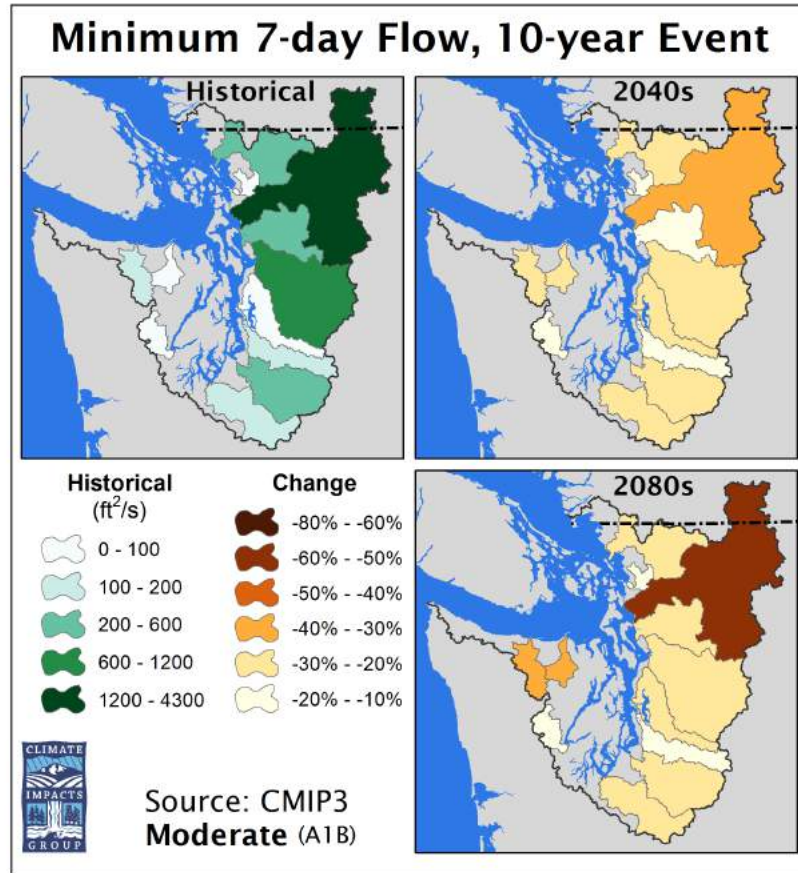 Minimum 7-day Flow, 10-year Event
Historical
2040s
Historical
(ft²/s)
0 - 100
100 - 200
200 - 600
600 - 1200
1200 - 4300
Change
-80% - -60%
-60% - -50%
-50% - -40%
-40% - -30%
-30% - -20%
-20% - -10%
2080s
CLIMATE
IMPACTS
GROUP
Source: CMIP3
Moderate (A1B)